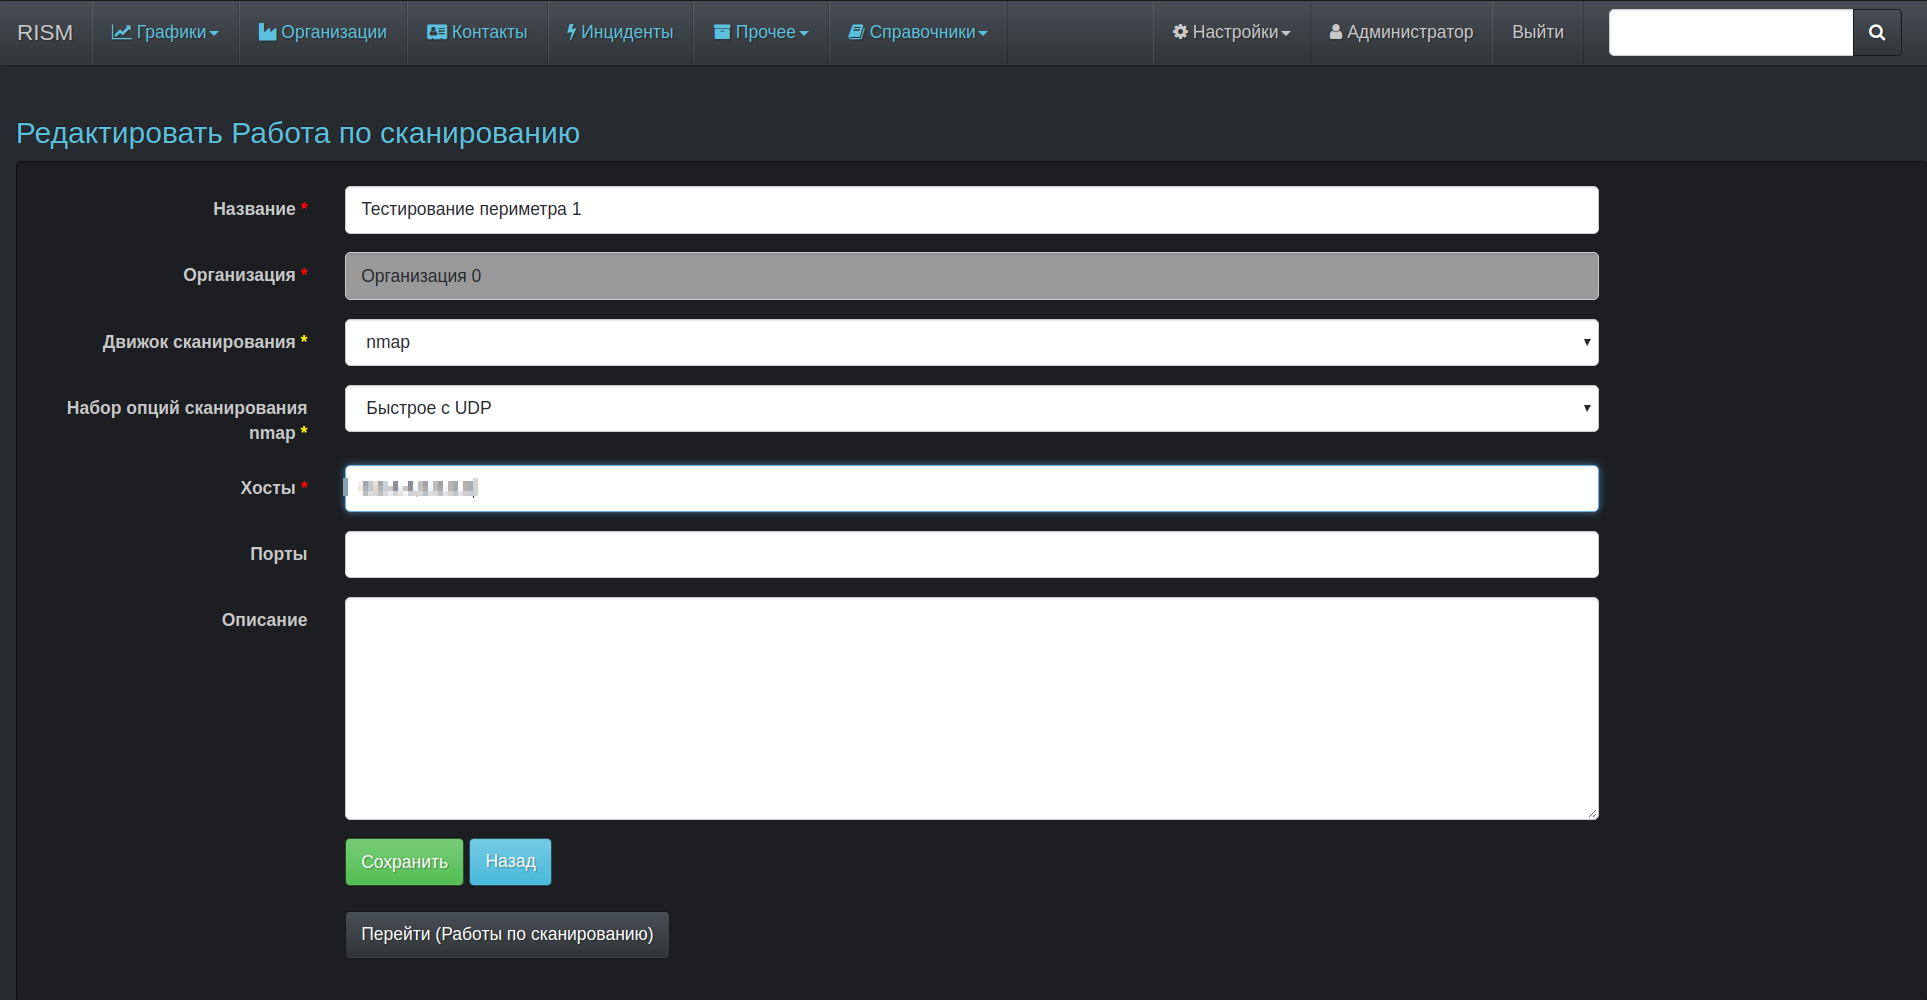 RISM Графики Организации Контакты Инциденты Прочее Справочники Настройки Администратор Выйти
Редактировать Работа по сканированию
Название * Тестирование периметра 1
Организация * Организация 0
Движок сканирования * nmap
Набор опций сканирования
nmap * Быстрое с UDP
Хосты *
Порты
Описание
Сохранить Назад
Перейти (Работы по сканированию)